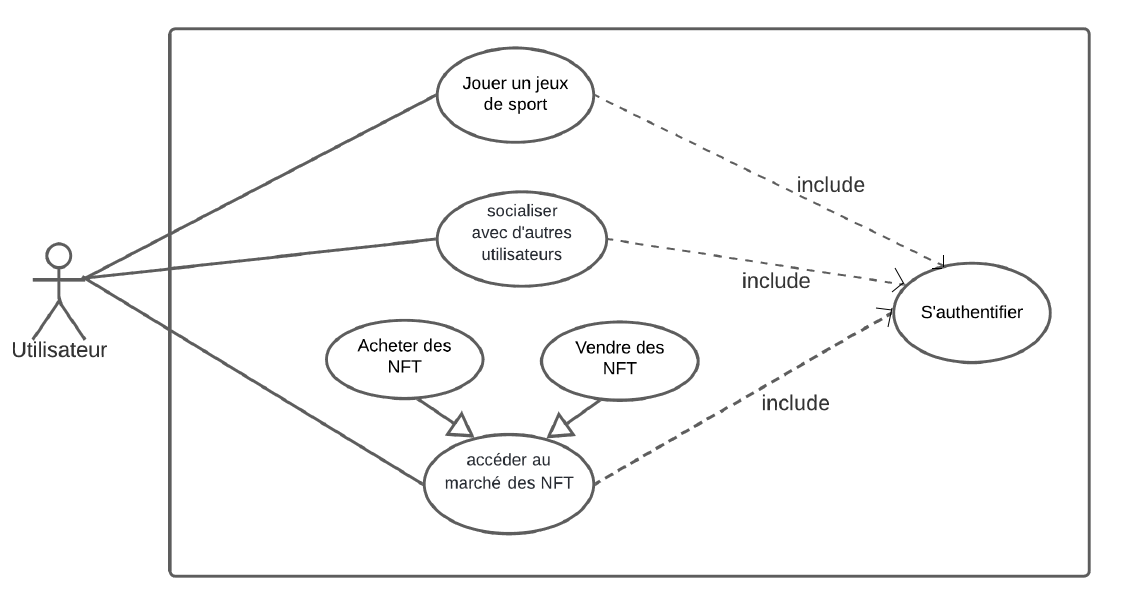 Jouer un jeux
de sport
include
socialiser
avec d'autres
utilisateurs
include
S'authentifier
Utilisateur
Acheter des
NFT
Vendre des
NFT
include
accéder au
marché des NFT